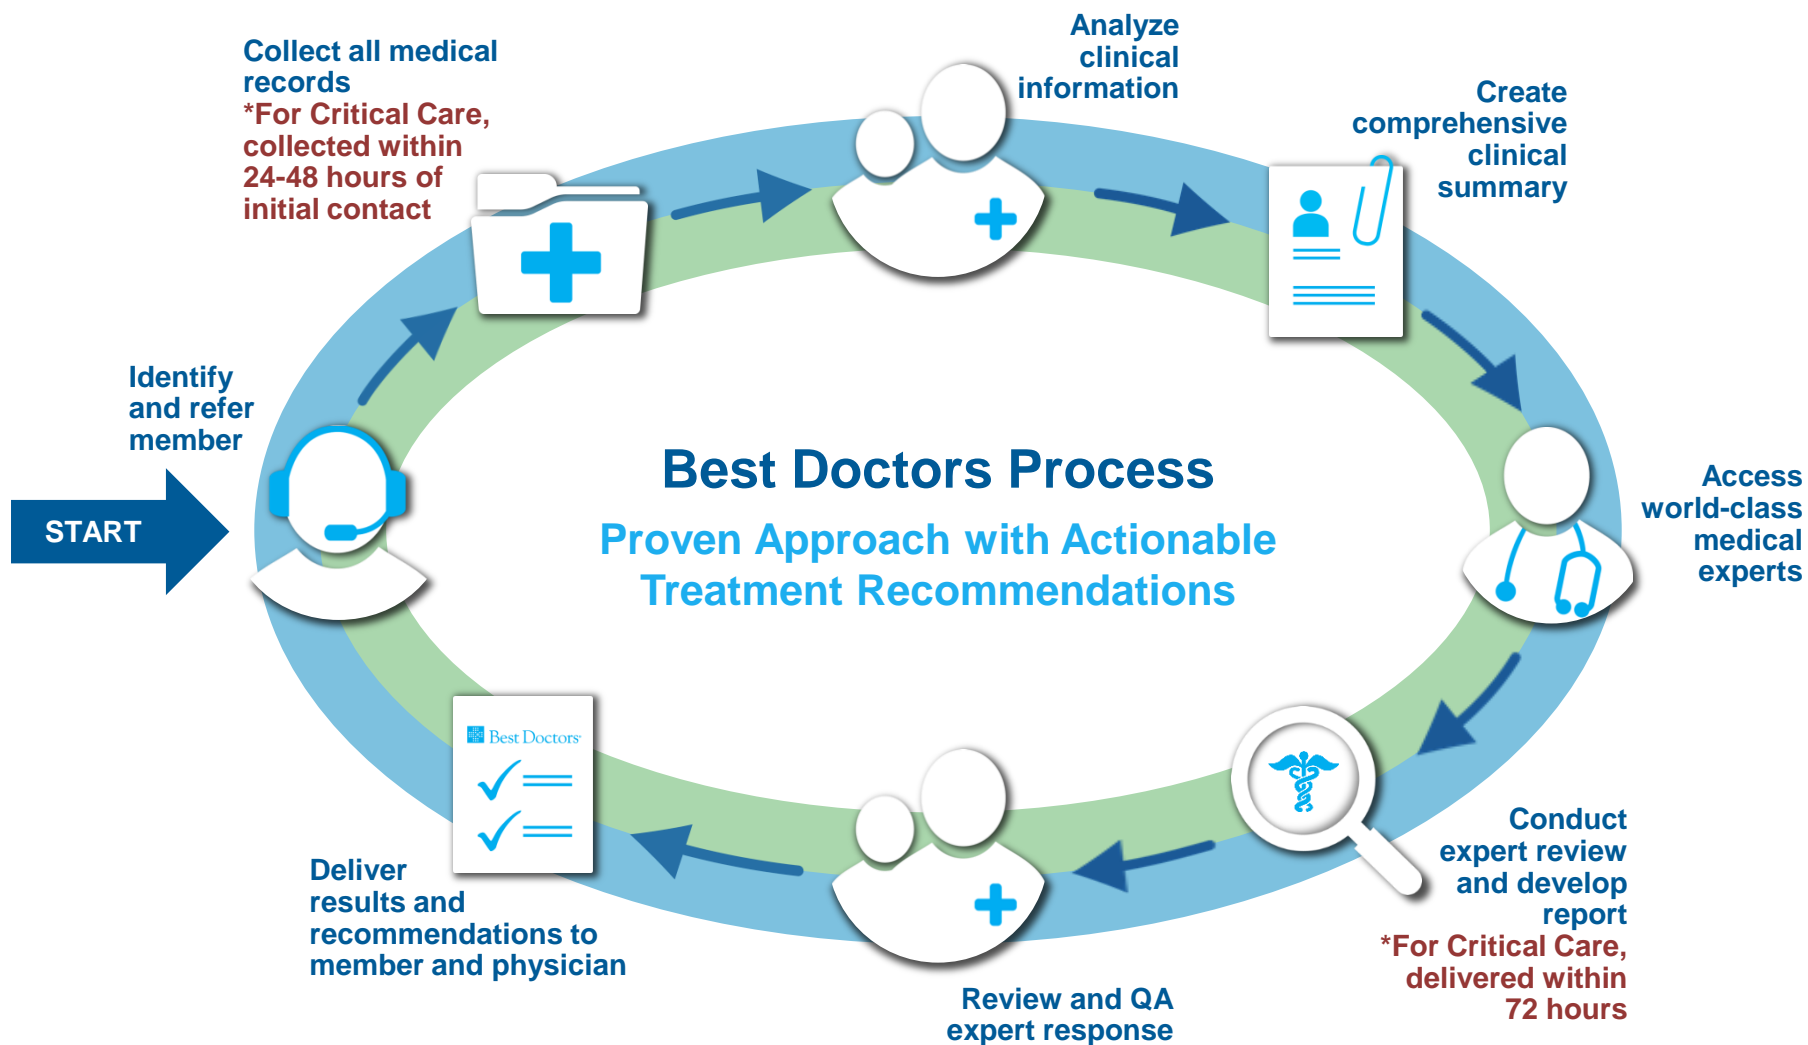 Collect all medical
records
*For Critical Care,
collected within
24-48 hours of
initial contact
Analyze
clinical
information
Create
comprehensive
clinical
summary
Identify
and refer
member
START
Best Doctors Process
Proven Approach with Actionable
Treatment Recommendations
Access
world-class
medical
experts
Best Doctors
Conduct
expert review
and develop
report
*For Critical Care,
delivered within
72 hours
Review and QA
expert response
Deliver
results and
recommendations to
member and physician